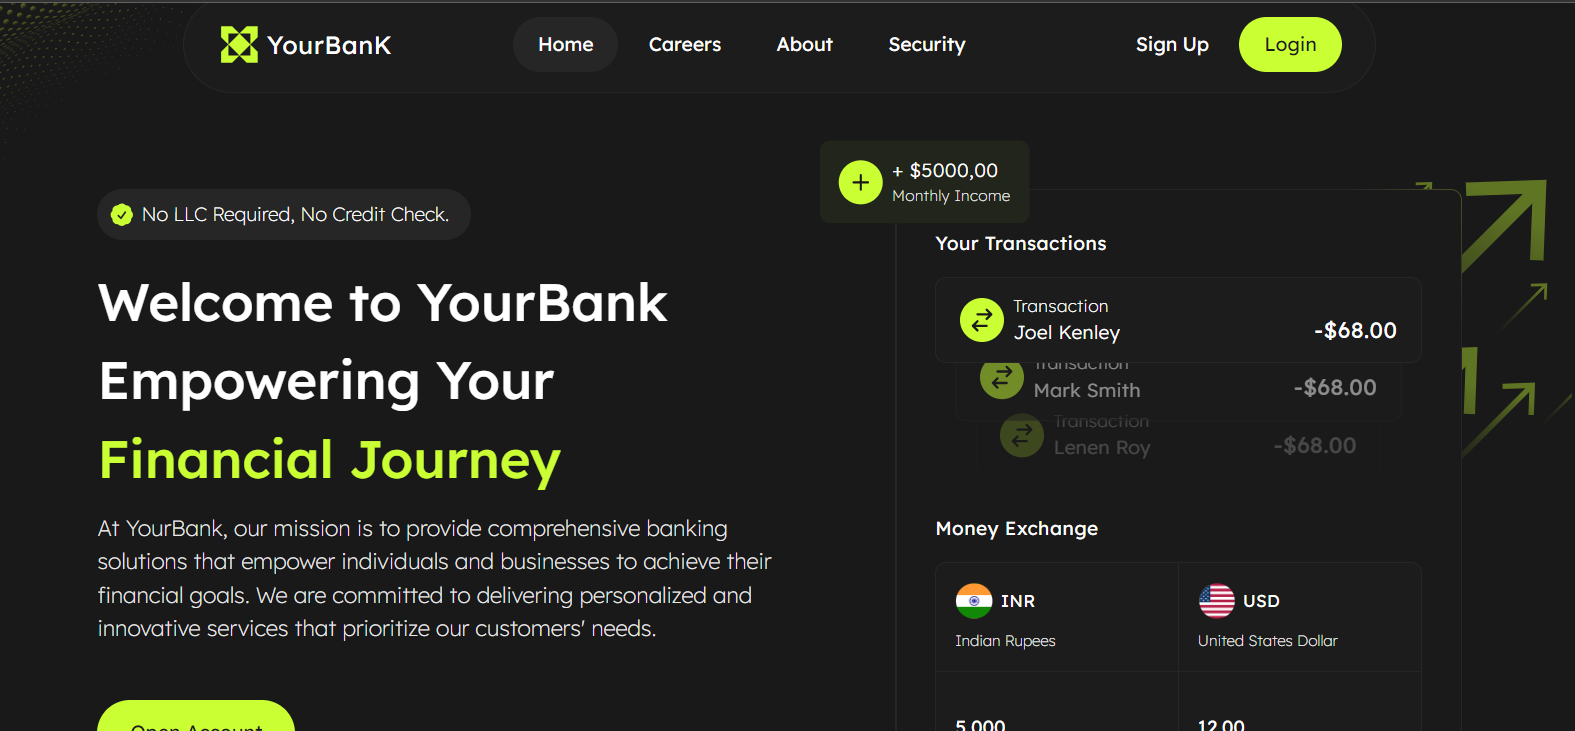 YourBanK
Home
Careers
About
Security
Sign Up
Login
+ $5000,00
Monthly Income
No LLC Required, No Credit Check.
Welcome to YourBank
Empowering Your
Financial Journey
At YourBank, our mission is to provide comprehensive banking
solutions that empower individuals and businesses to achieve their
financial goals. We are committed to delivering personalized and
innovative services that prioritize our customers' needs.
Open Account
Your Transactions
Transaction
Joel Kenley
-$68.00
Transaction
Mark Smith
-$68.00
Transaction
Lenen Roy
-$68.00
Money Exchange
INR
Indian Rupees
USD
United States Dollar
5,000
12.00